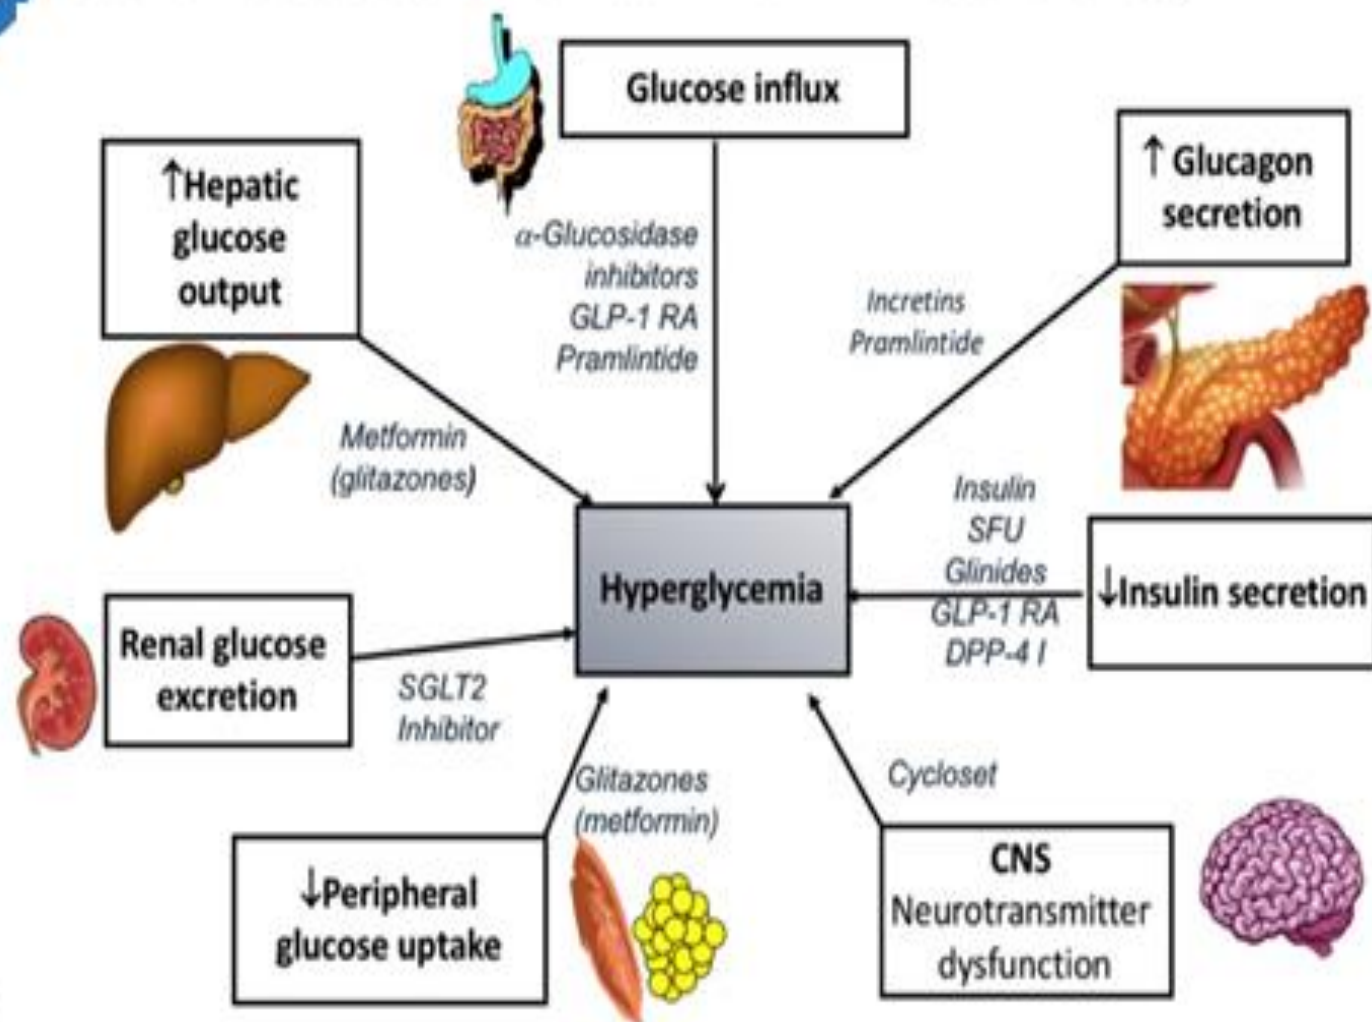 Glucose influx
↑ Glucagon
secretion
↑Hepatic
glucose
output
α-Glucosidase
inhibitors
GLP-1 RA
Pramlintide
Incretins
Pramlintide
Metformin
(glitazones)
Insulin
SFU
Glinides
GLP-1 RA
DPP-4 I
Hyperglycemia
↓Insulin secretion
Renal glucose
excretion
SGLT2
Inhibitor
Glitazones
(metformin)
Cycloset
↓Peripheral
glucose uptake
CNS
Neurotransmitter
dysfunction